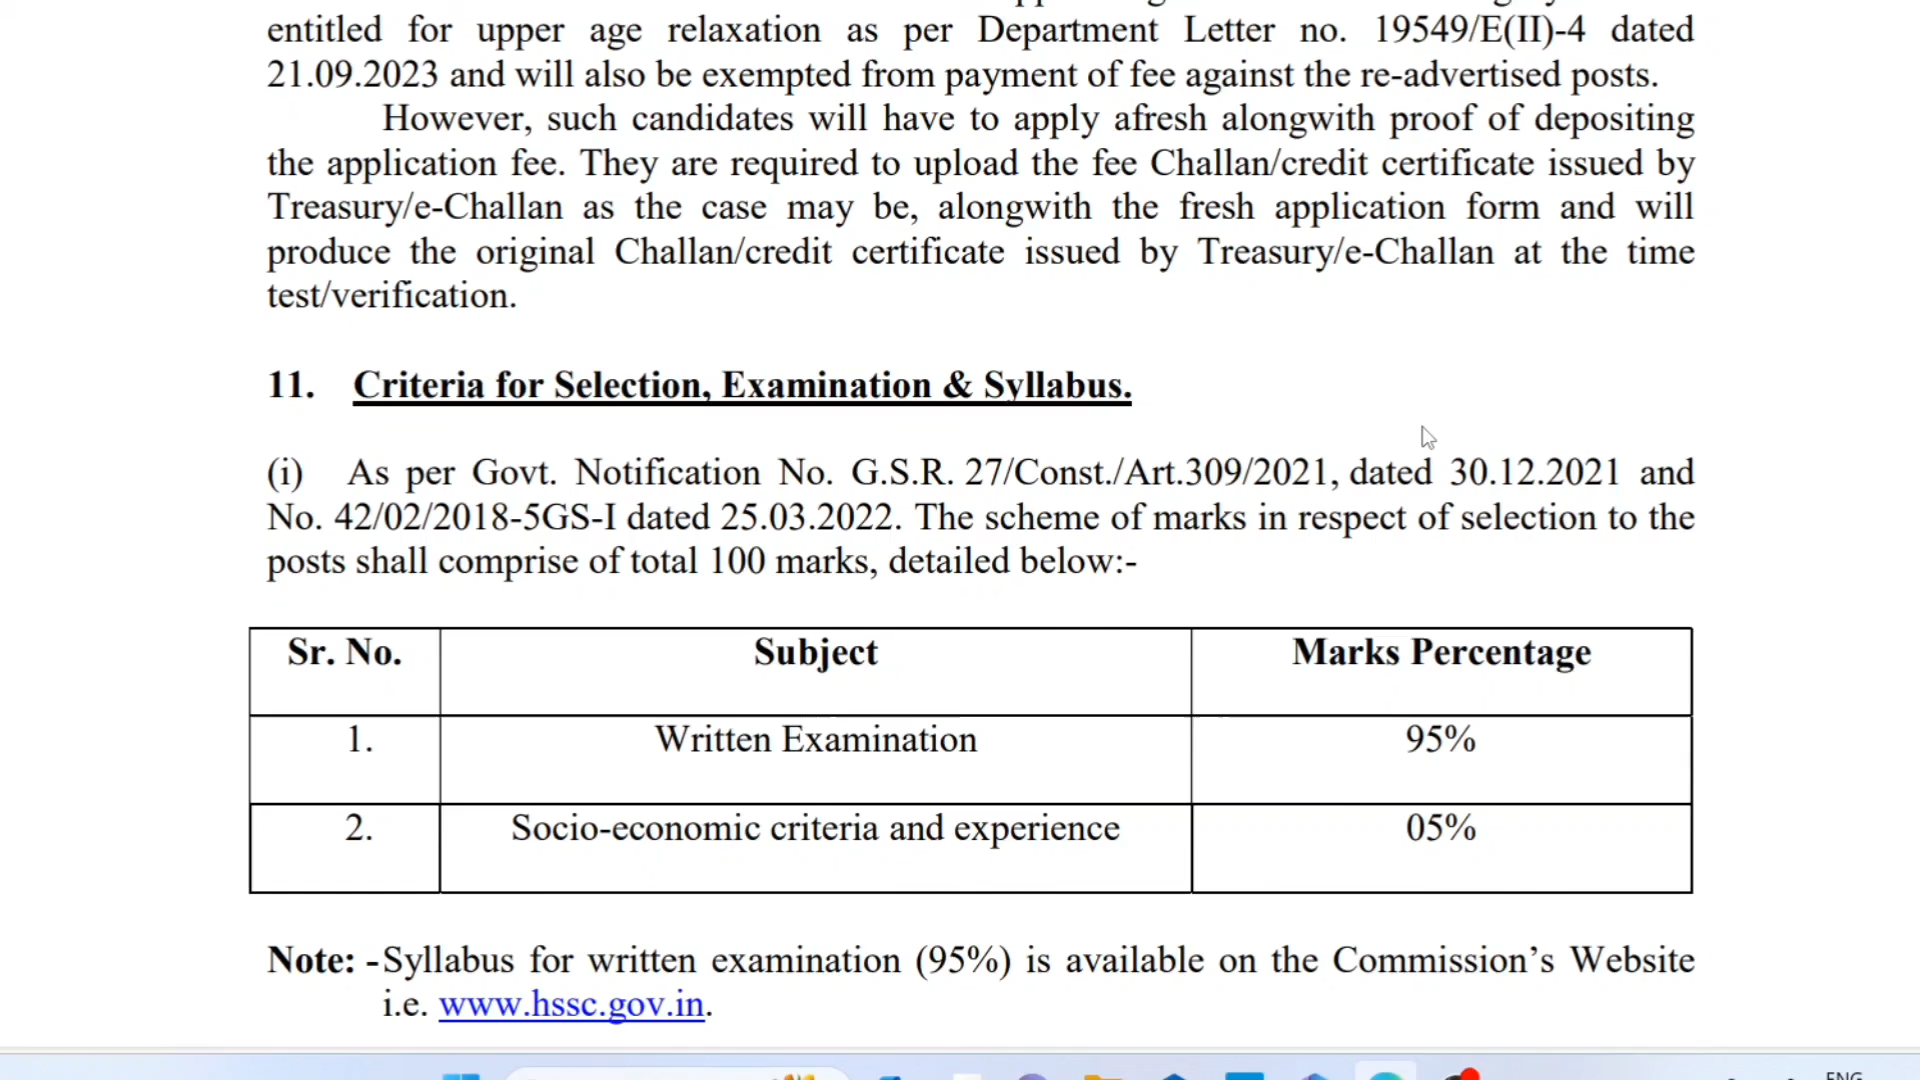 entitled for upper age relaxation as per Department Letter no. 19549/E(II)-4 dated
21.09.2023 and will also be exempted from payment of fee against the re-advertised posts.
However, such candidates will have to apply afresh alongwith proof of depositing
the application fee. They are required to upload the fee Challan/credit certificate issued by
Treasury/e-Challan as the case may be, alongwith the fresh application form and will
produce the original Challan/credit certificate issued by Treasury/e-Challan at the time
test/verification.
11. Criteria for Selection, Examination & Syllabus.
(i) As per Govt. Notification No. G.S.R. 27/Const./Art.309/2021, dated 30.12.2021 and
No. 42/02/2018-5GS-I dated 25.03.2022. The scheme of marks in respect of selection to the
posts shall comprise of total 100 marks, detailed below:-
Sr. No. Subject Marks Percentage
1. Written Examination 95%
2. Socio-economic criteria and experience 05%
Note: -Syllabus for written examination (95%) is available on the Commission’s Website
i.e. www.hssc.gov.in.
ENG